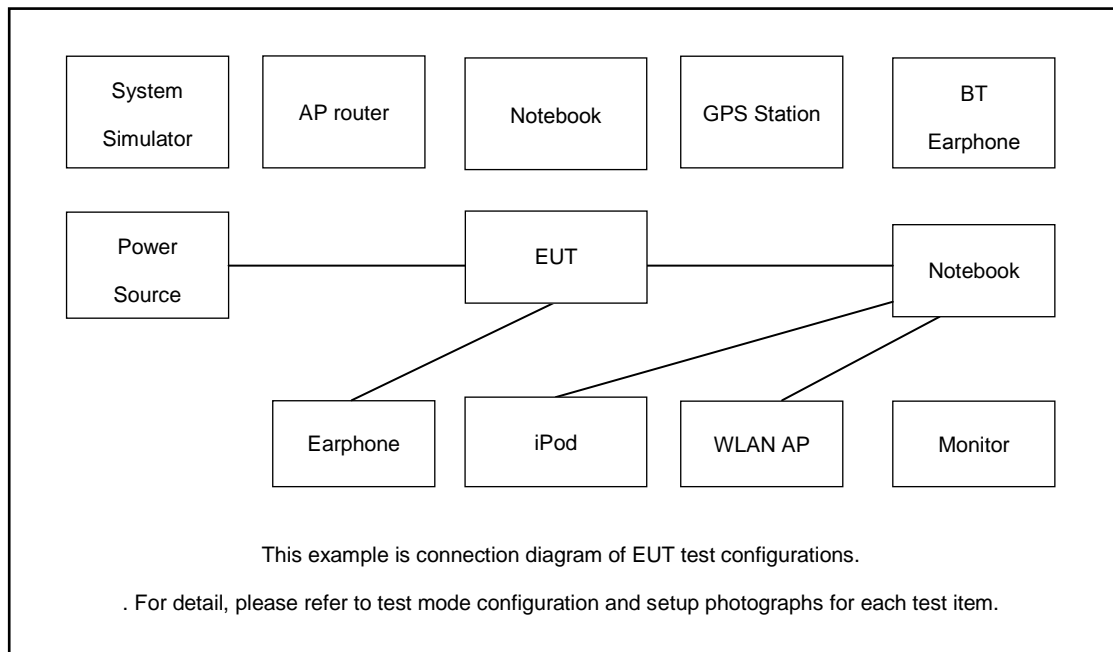 System
Simulator
AP router
Notebook
GPS Station
BT
Earphone
Power
Source
EUT
Notebook
Earphone
iPod
WLAN AP
Monitor
This example is connection diagram of EUT test configurations.
. For detail, please refer to test mode configuration and setup photographs for each test item.